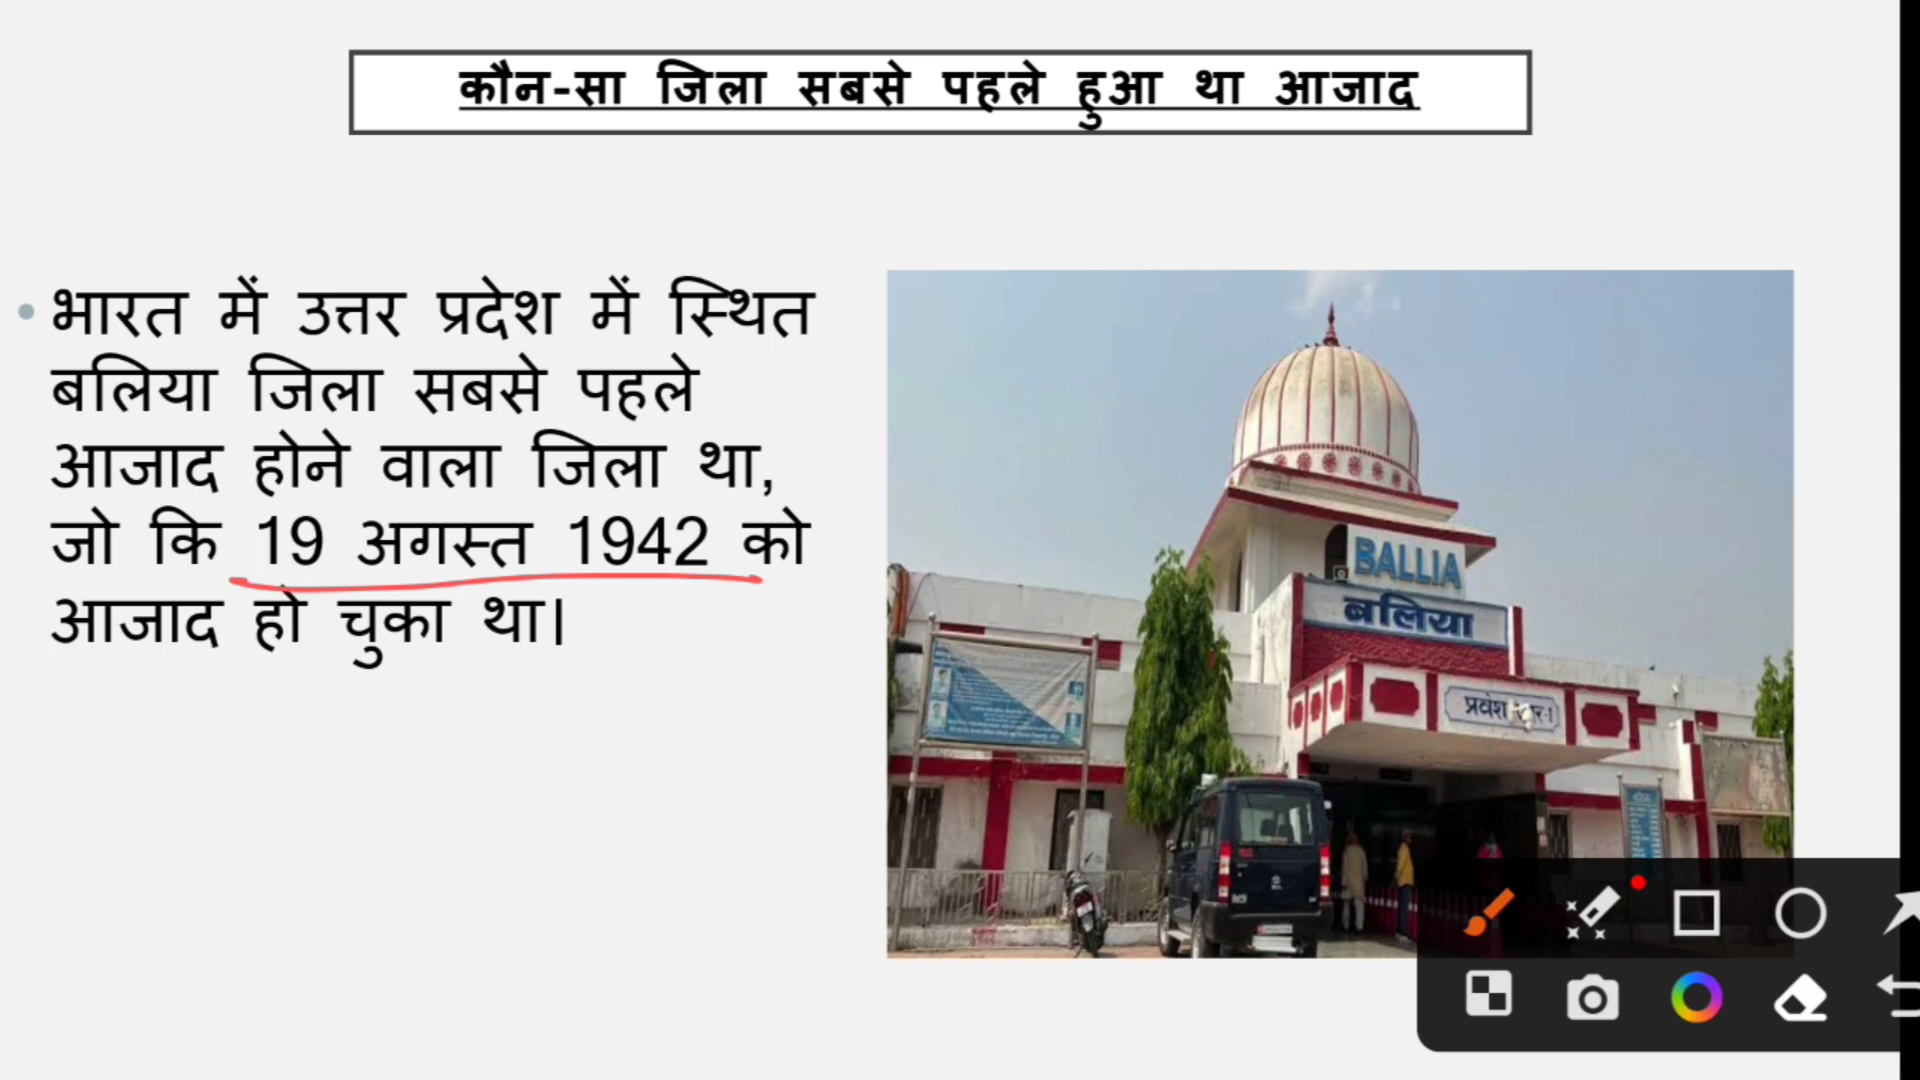 कौन-सा जिला सबसे पहले हुआ था आजाद
भारत में उत्तर प्रदेश में स्थित
बलिया जिला सबसे पहले
आजाद होने वाला जिला था,
जो कि 19 अगस्त 1942 को
आजाद हो चुका था।
BALLIA
बलिया